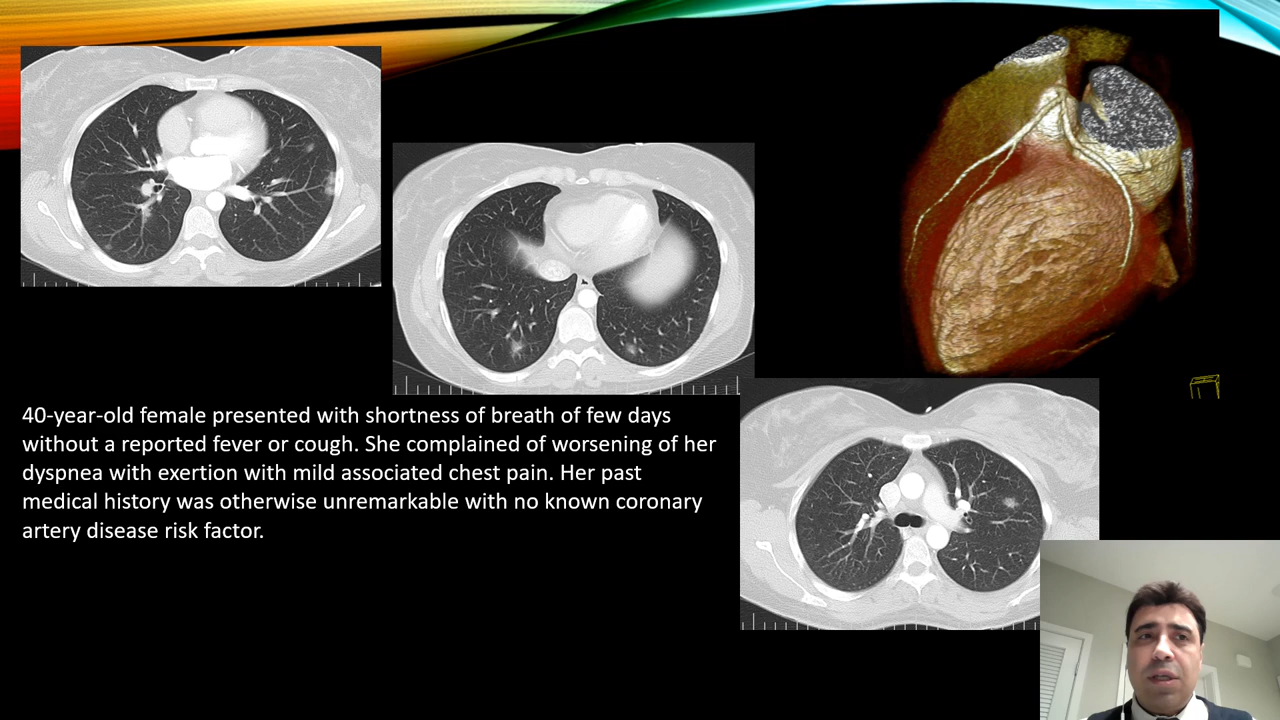 40-year-old female presented with shortness of breath of few days
without a reported fever or cough. She complained of worsening of her
dyspnea with exertion with mild associated chest pain. Her past
medical history was otherwise unremarkable with no known coronary
artery disease risk factor.